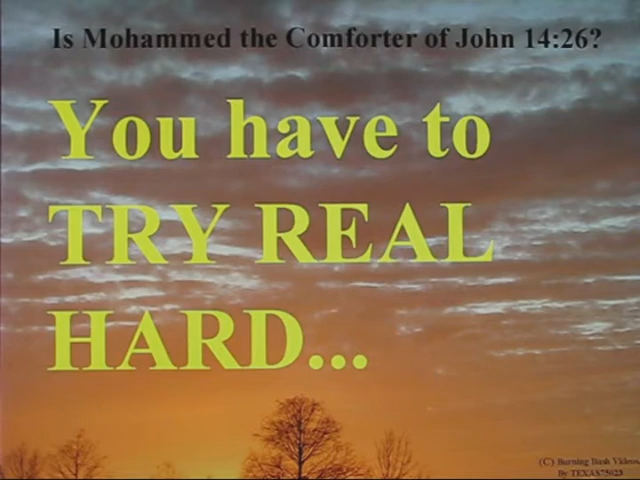 Is Mohammed the Comforter of John 14:26?
You have to
TRY REAL
HARD...
(C) Burning Bush Videos.
By TEXAS75023